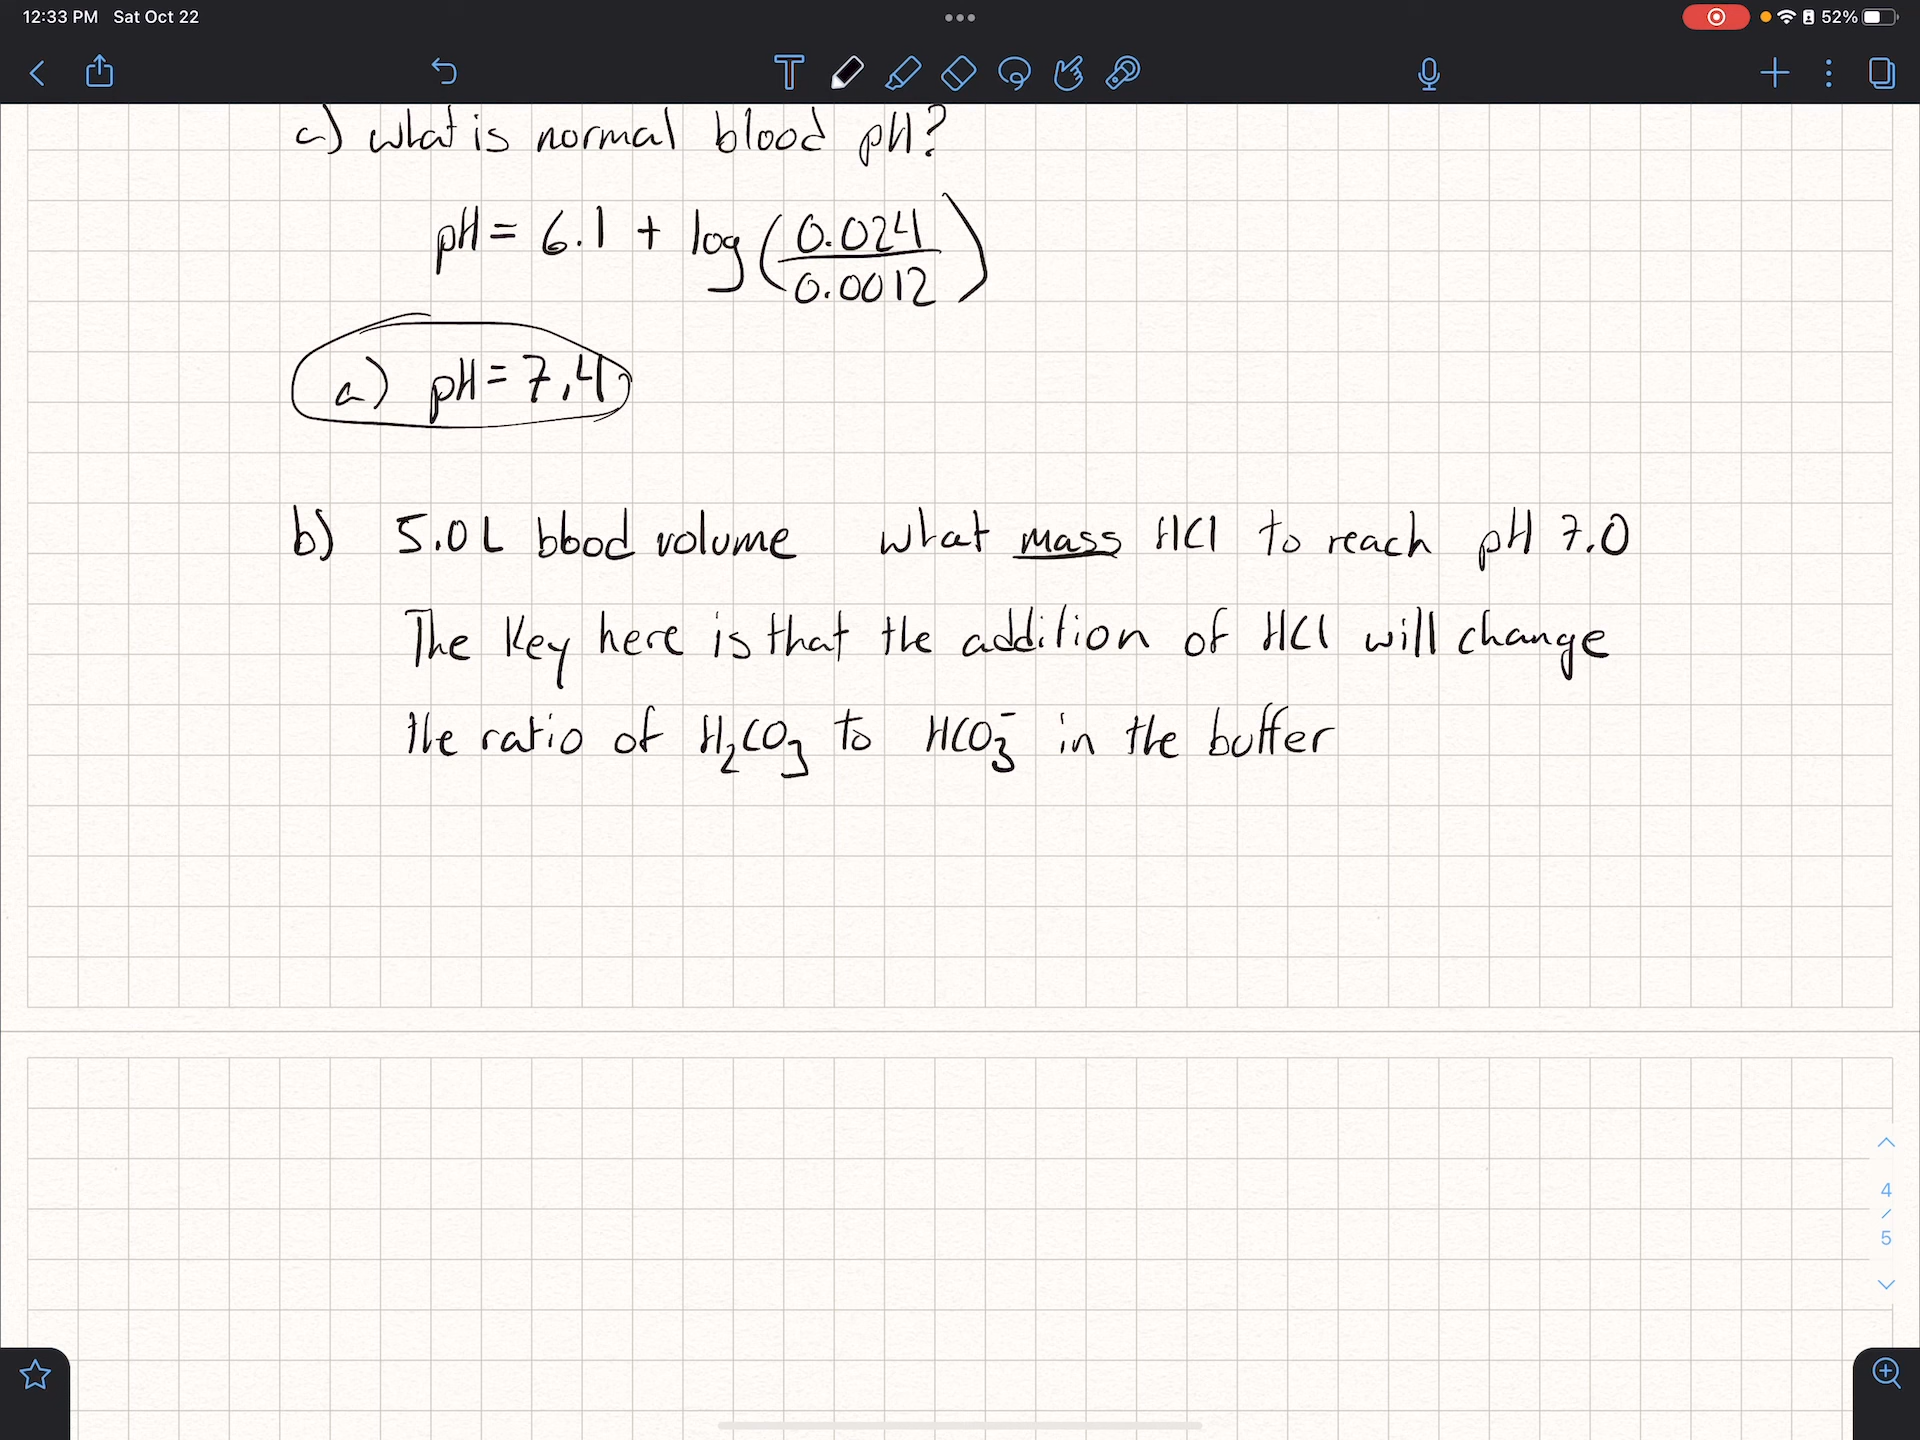 12:33 PM Sat Oct 22
52%
a) what is normal blood pH?
pH = 6.1 + log (0.024 / 0.0012)
a) pH = 7.4
b) 5.0L blood volume what mass HCl to reach pH 7.0
The key here is that the addition of HCl will change
the ratio of H₂CO₃ to HCO₃⁻ in the buffer
4
/
5